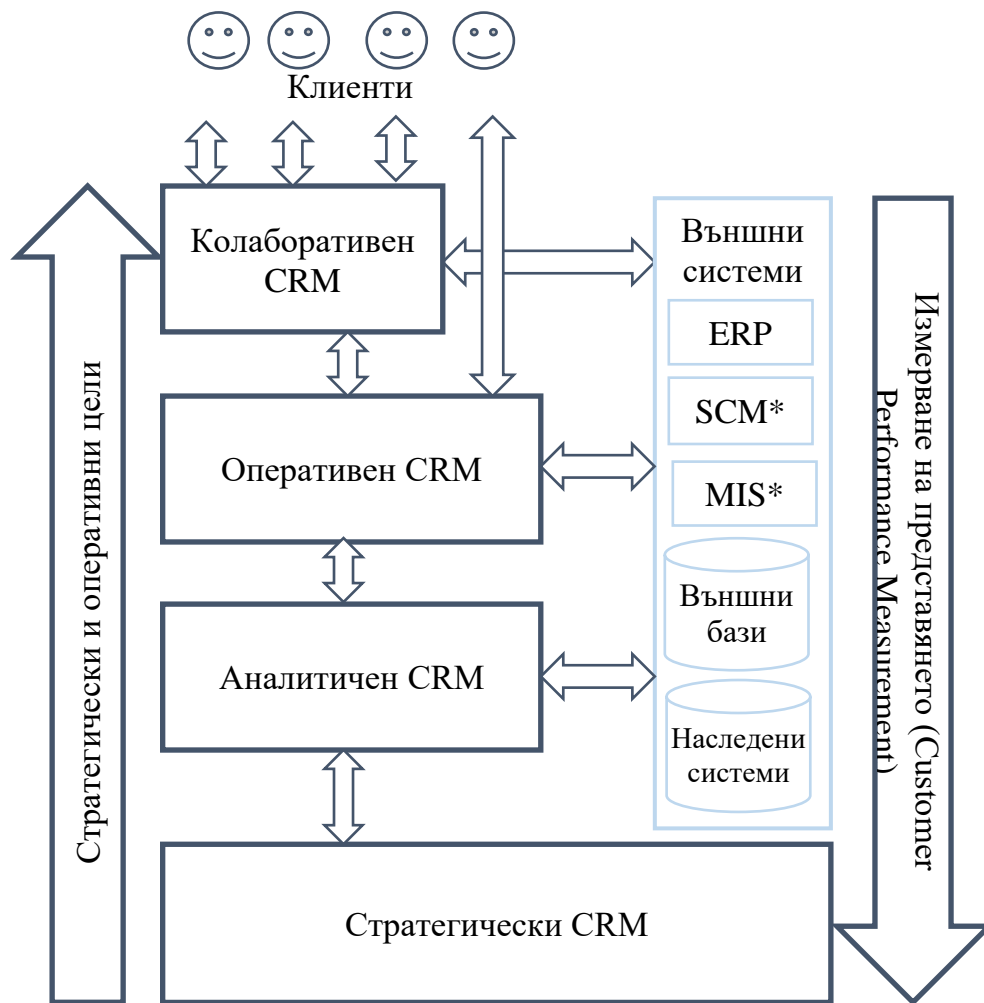 Клиенти
Колаборативен
CRM
Външни
системи
ERP
SCM*
Оперативен CRM
MIS*
Външни
бази
Аналитичен CRM
Наследени
системи
Стратегически CRM
Стратегически и оперативни цели
Измерване на представянето (Customer
Performance Measurement)